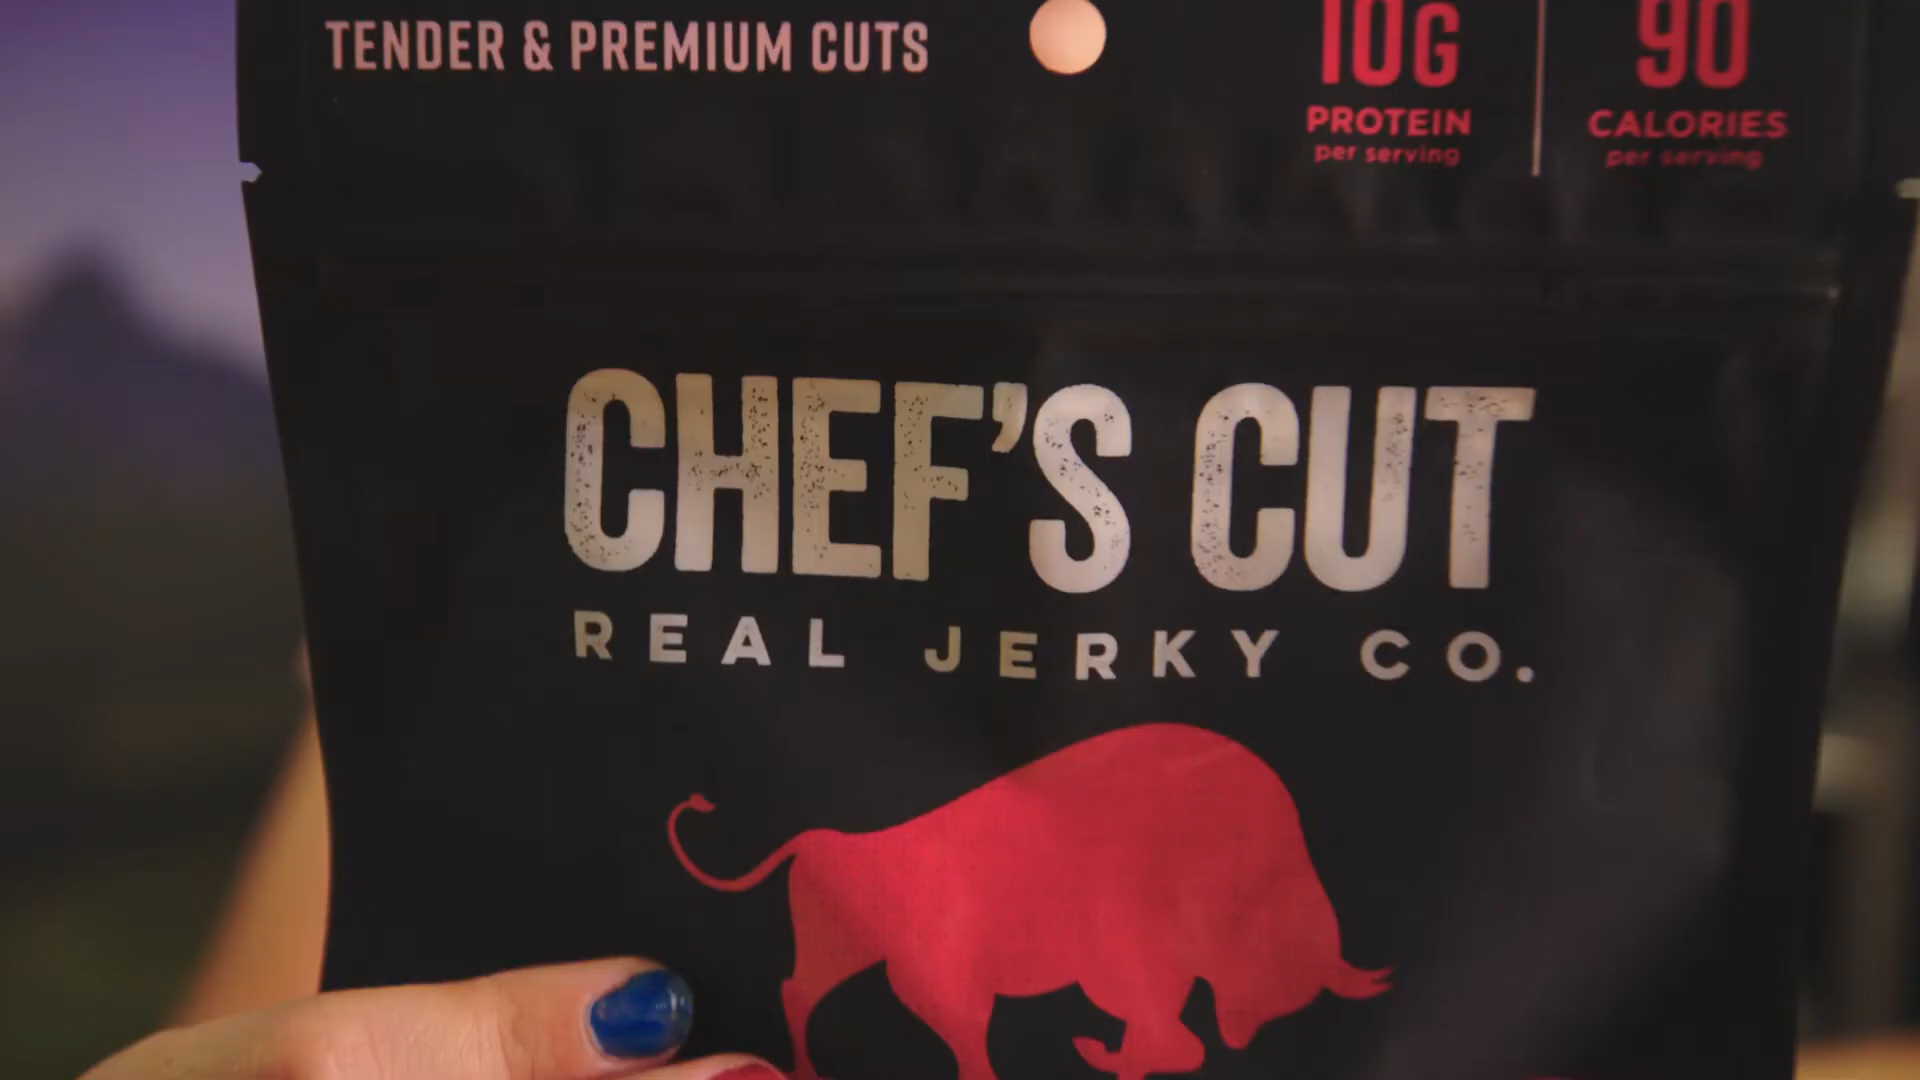 TENDER & PREMIUM CUTS
10G
PROTEIN
per serving
90
CALORIES
per serving
CHEF'S CUT
REAL JERKY CO.